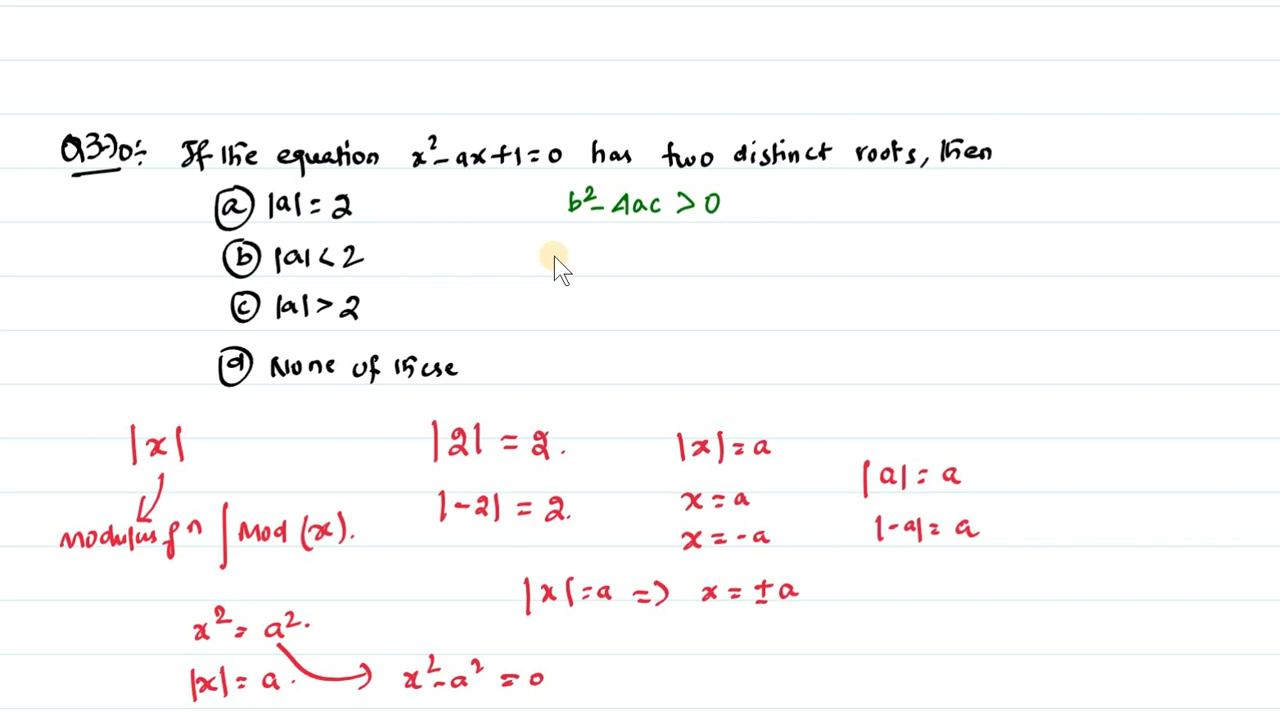 Q30:- If the equation x²-ax+1=0 has two distinct roots, then
(a) |a| = 2
b²-4ac > 0
(b) |a| < 2
(c) |a| > 2
(d) None of these
|x|
|2| = 2.
|x| = a
|a| = a
|-2| = 2.
x = a
|-a| = a
modulus fn ∫ Mod (x).
x = -a
|x| = a => x = ±a
x² = a².
|x| = a.
x²-a² = 0